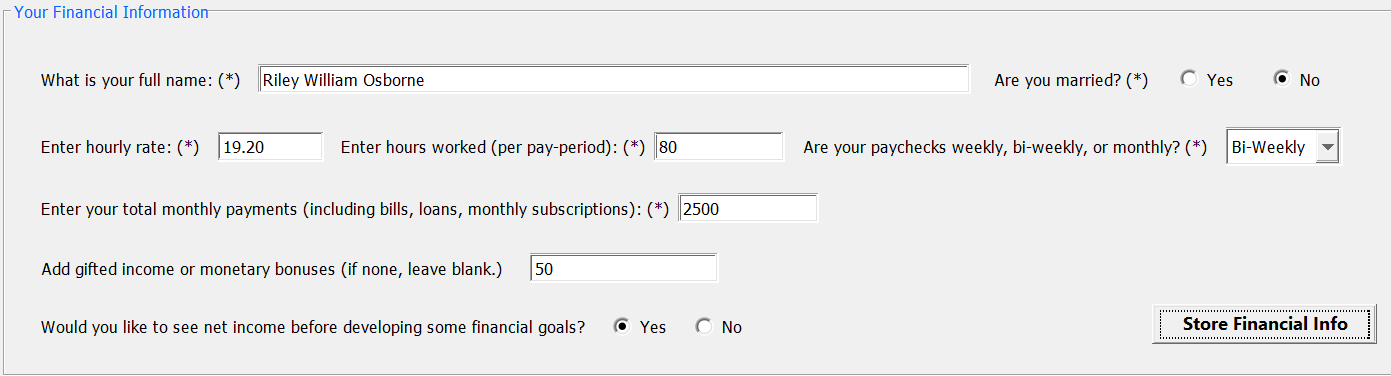 Your Financial Information
What is your full name: (*) Riley William Osborne Are you married? (*) Yes No
Enter hourly rate: (*) 19.20 Enter hours worked (per pay-period): (*) 80 Are your paychecks weekly, bi-weekly, or monthly? (*) Bi-Weekly
Enter your total monthly payments (including bills, loans, monthly subscriptions): (*) 2500
Add gifted income or monetary bonuses (if none, leave blank.) 50
Would you like to see net income before developing some financial goals? Yes No Store Financial Info